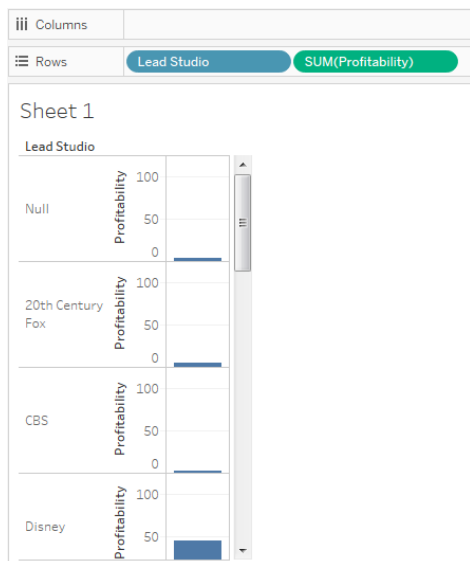 Columns
Rows
Lead Studio
SUM(Profitability)
Sheet 1
Lead Studio
Null
Profitability
100
50
0
20th Century
Fox
Profitability
100
50
0
CBS
Profitability
100
50
0
Disney
Profitability
100
50